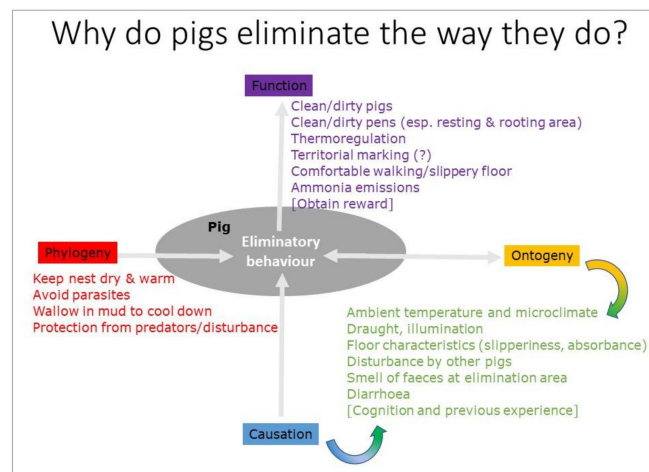 Why do pigs eliminate the way they do?
Function
Clean/dirty pigs
Clean/dirty pens (esp. resting & rooting area)
Thermoregulation
Territorial marking (?)
Comfortable walking/slippery floor
Ammonia emissions
[Obtain reward]
Pig
Eliminatory
behaviour
Phylogeny
Keep nest dry & warm
Avoid parasites
Wallow in mud to cool down
Protection from predators/disturbance
Ontogeny
Ambient temperature and microclimate
Draught, illumination
Floor characteristics (slipperiness, absorbance)
Disturbance by other pigs
Smell of faeces at elimination area
Diarrhoea
[Cognition and previous experience]
Causation